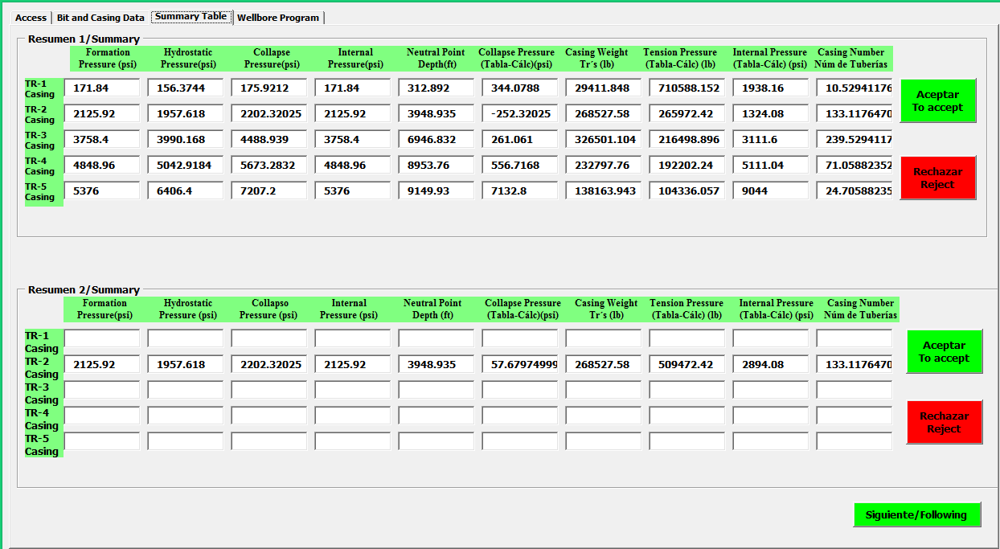 Access Bit and Casing Data Summary Table Wellbore Program
Resumen 1/Summary
Formation Hydrostatic Collapse Internal Neutral Point Collapse Pressure Casing Weight Tension Pressure Internal Pressure Casing Number
Pressure (psi) Pressure(psi) Pressure(psi) Pressure(psi) Depth(ft) (Tabla-Cálc)(psi) Tr´s (lb) (Tabla-Cálc) (lb) (Tabla-Cálc) (psi) Núm de Tuberías
TR-1
Casing
171.84 156.3744 175.9212 171.84 312.892 344.0788 29411.848 710588.152 1938.16 10.52941176
TR-2
Casing
2125.92 1957.618 2202.32025 2125.92 3948.935 -252.32025 268527.58 265972.42 1324.08 133.1176470
TR-3
Casing
3758.4 3990.168 4488.939 3758.4 6946.832 261.061 326501.104 216498.896 3111.6 239.5294117
TR-4
Casing
4848.96 5042.9184 5673.2832 4848.96 8953.76 556.7168 232797.76 192202.24 5111.04 71.05882352
TR-5
Casing
5376 6406.4 7207.2 5376 9149.93 7132.8 138163.943 104336.057 9044 24.70588235
Aceptar
To accept
Rechazar
Reject
Resumen 2/Summary
Formation Hydrostatic Collapso Internal Neutral Point Collapse Pressure Casing Weight Tension Pressure Internal Pressure Casing Number
Pressure(psi) Pressure (psi) Pressure (psi) Pressure (psi) Depth (ft) (Tabla-Cálc)(psi) Tr´s (lb) (Tabla-Cálc) (lb) (Tabla-Cálc) (psi) Núm de Tuberías
TR-1
Casing
TR-2
Casing
2125.92 1957.618 2202.32025 2125.92 3948.935 57.67974999 268527.58 509472.42 2894.08 133.1176470
TR-3
Casing
TR-4
Casing
TR-5
Casing
Aceptar
To accept
Rechazar
Reject
Siguiente/Following